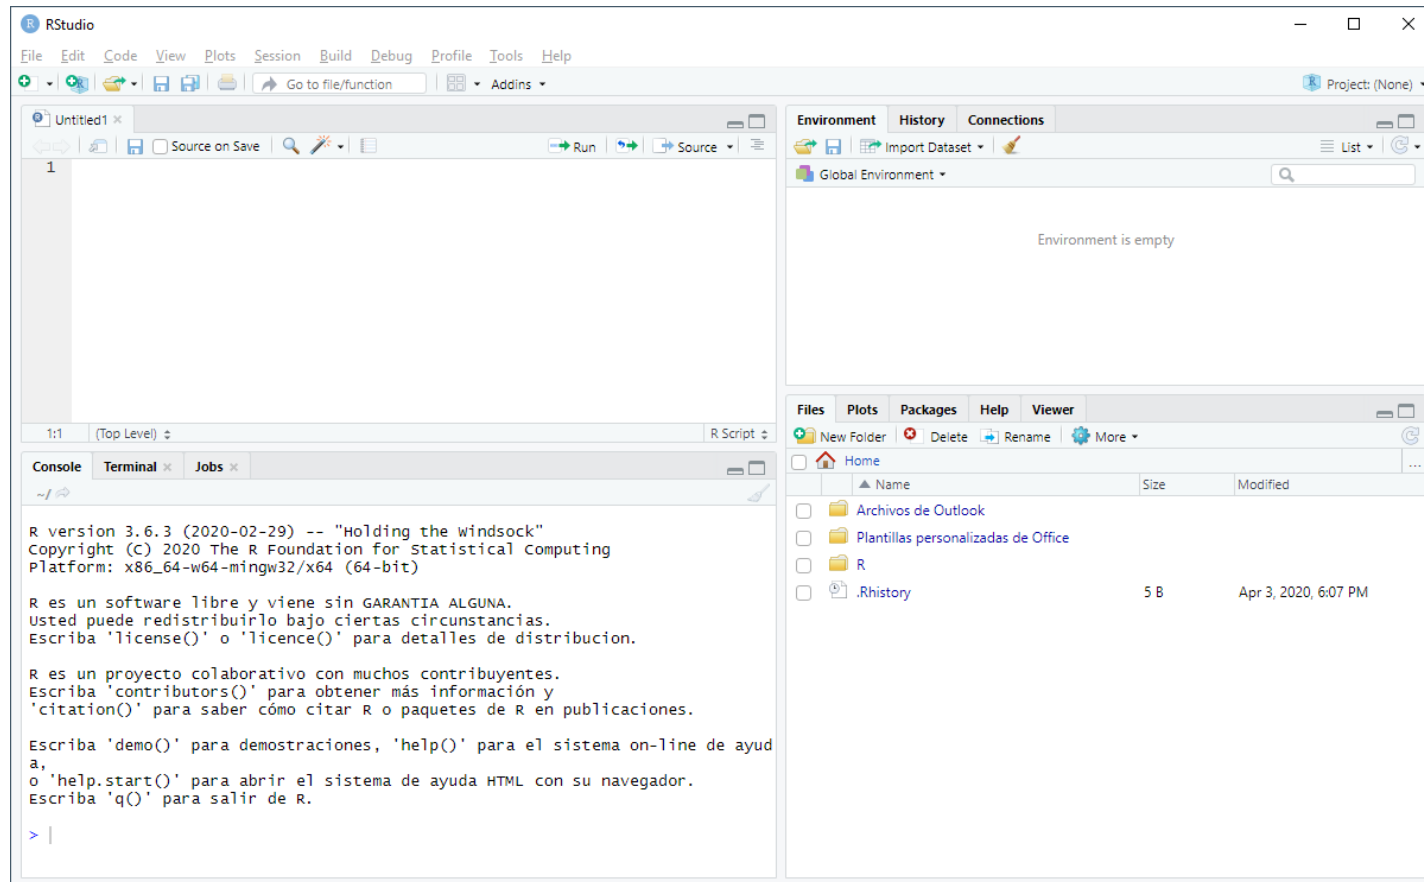 RStudio
File Edit Code View Plots Session Build Debug Profile Tools Help
Go to file/function Addins Project: (None)
Untitled1
Source on Save Run Source
1
1:1 (Top Level) R Script
Console Terminal Jobs
~/
R version 3.6.3 (2020-02-29) -- "Holding the Windsock"
Copyright (C) 2020 The R Foundation for Statistical Computing
Platform: x86_64-w64-mingw32/x64 (64-bit)
R es un software libre y viene sin GARANTIA ALGUNA.
Usted puede redistribuirlo bajo ciertas circunstancias.
Escriba 'license()' o 'licence()' para detalles de distribucion.
R es un proyecto colaborativo con muchos contribuyentes.
Escriba 'contributors()' para obtener más información y
'citation()' para saber cómo citar R o paquetes de R en publicaciones.
Escriba 'demo()' para demostraciones, 'help()' para el sistema on-line de ayud
a,
o 'help.start()' para abrir el sistema de ayuda HTML con su navegador.
Escriba 'q()' para salir de R.
>
Environment History Connections
Import Dataset List
Global Environment
Environment is empty
Files Plots Packages Help Viewer
New Folder Delete Rename More
Home ...
Name Size Modified
Archivos de Outlook
Plantillas personalizadas de Office
R
.Rhistory 5 B Apr 3, 2020, 6:07 PM